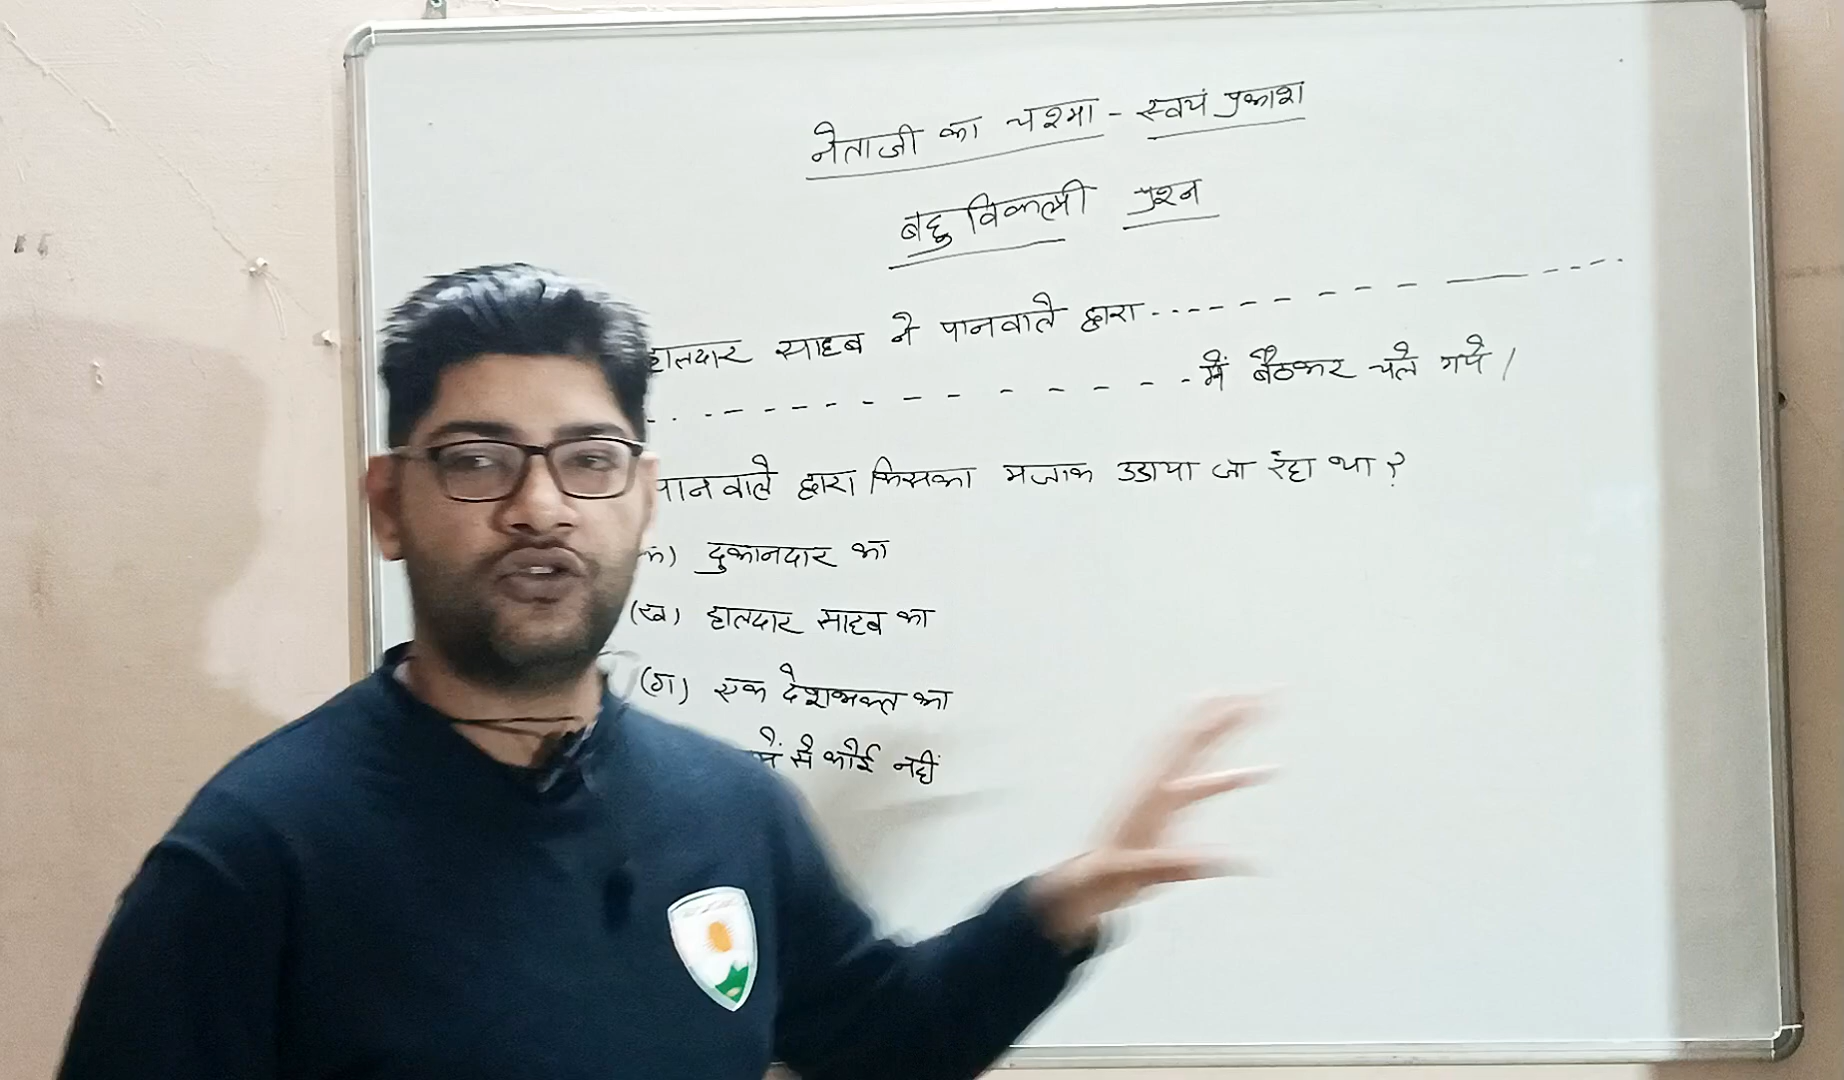 नेताजी का चश्मा - स्वयं प्रकाश
बहुविकल्पी प्रश्न
हालदार साहब ने पानवाले द्वारा
में बैठकर चले गये।
पानवाले द्वारा किसका मजाक उडाया जा रहा था?
क) दुकानदार का
(ख) हालदार साहब का
(ग) एक देशभक्त का
में से कोई नहीं